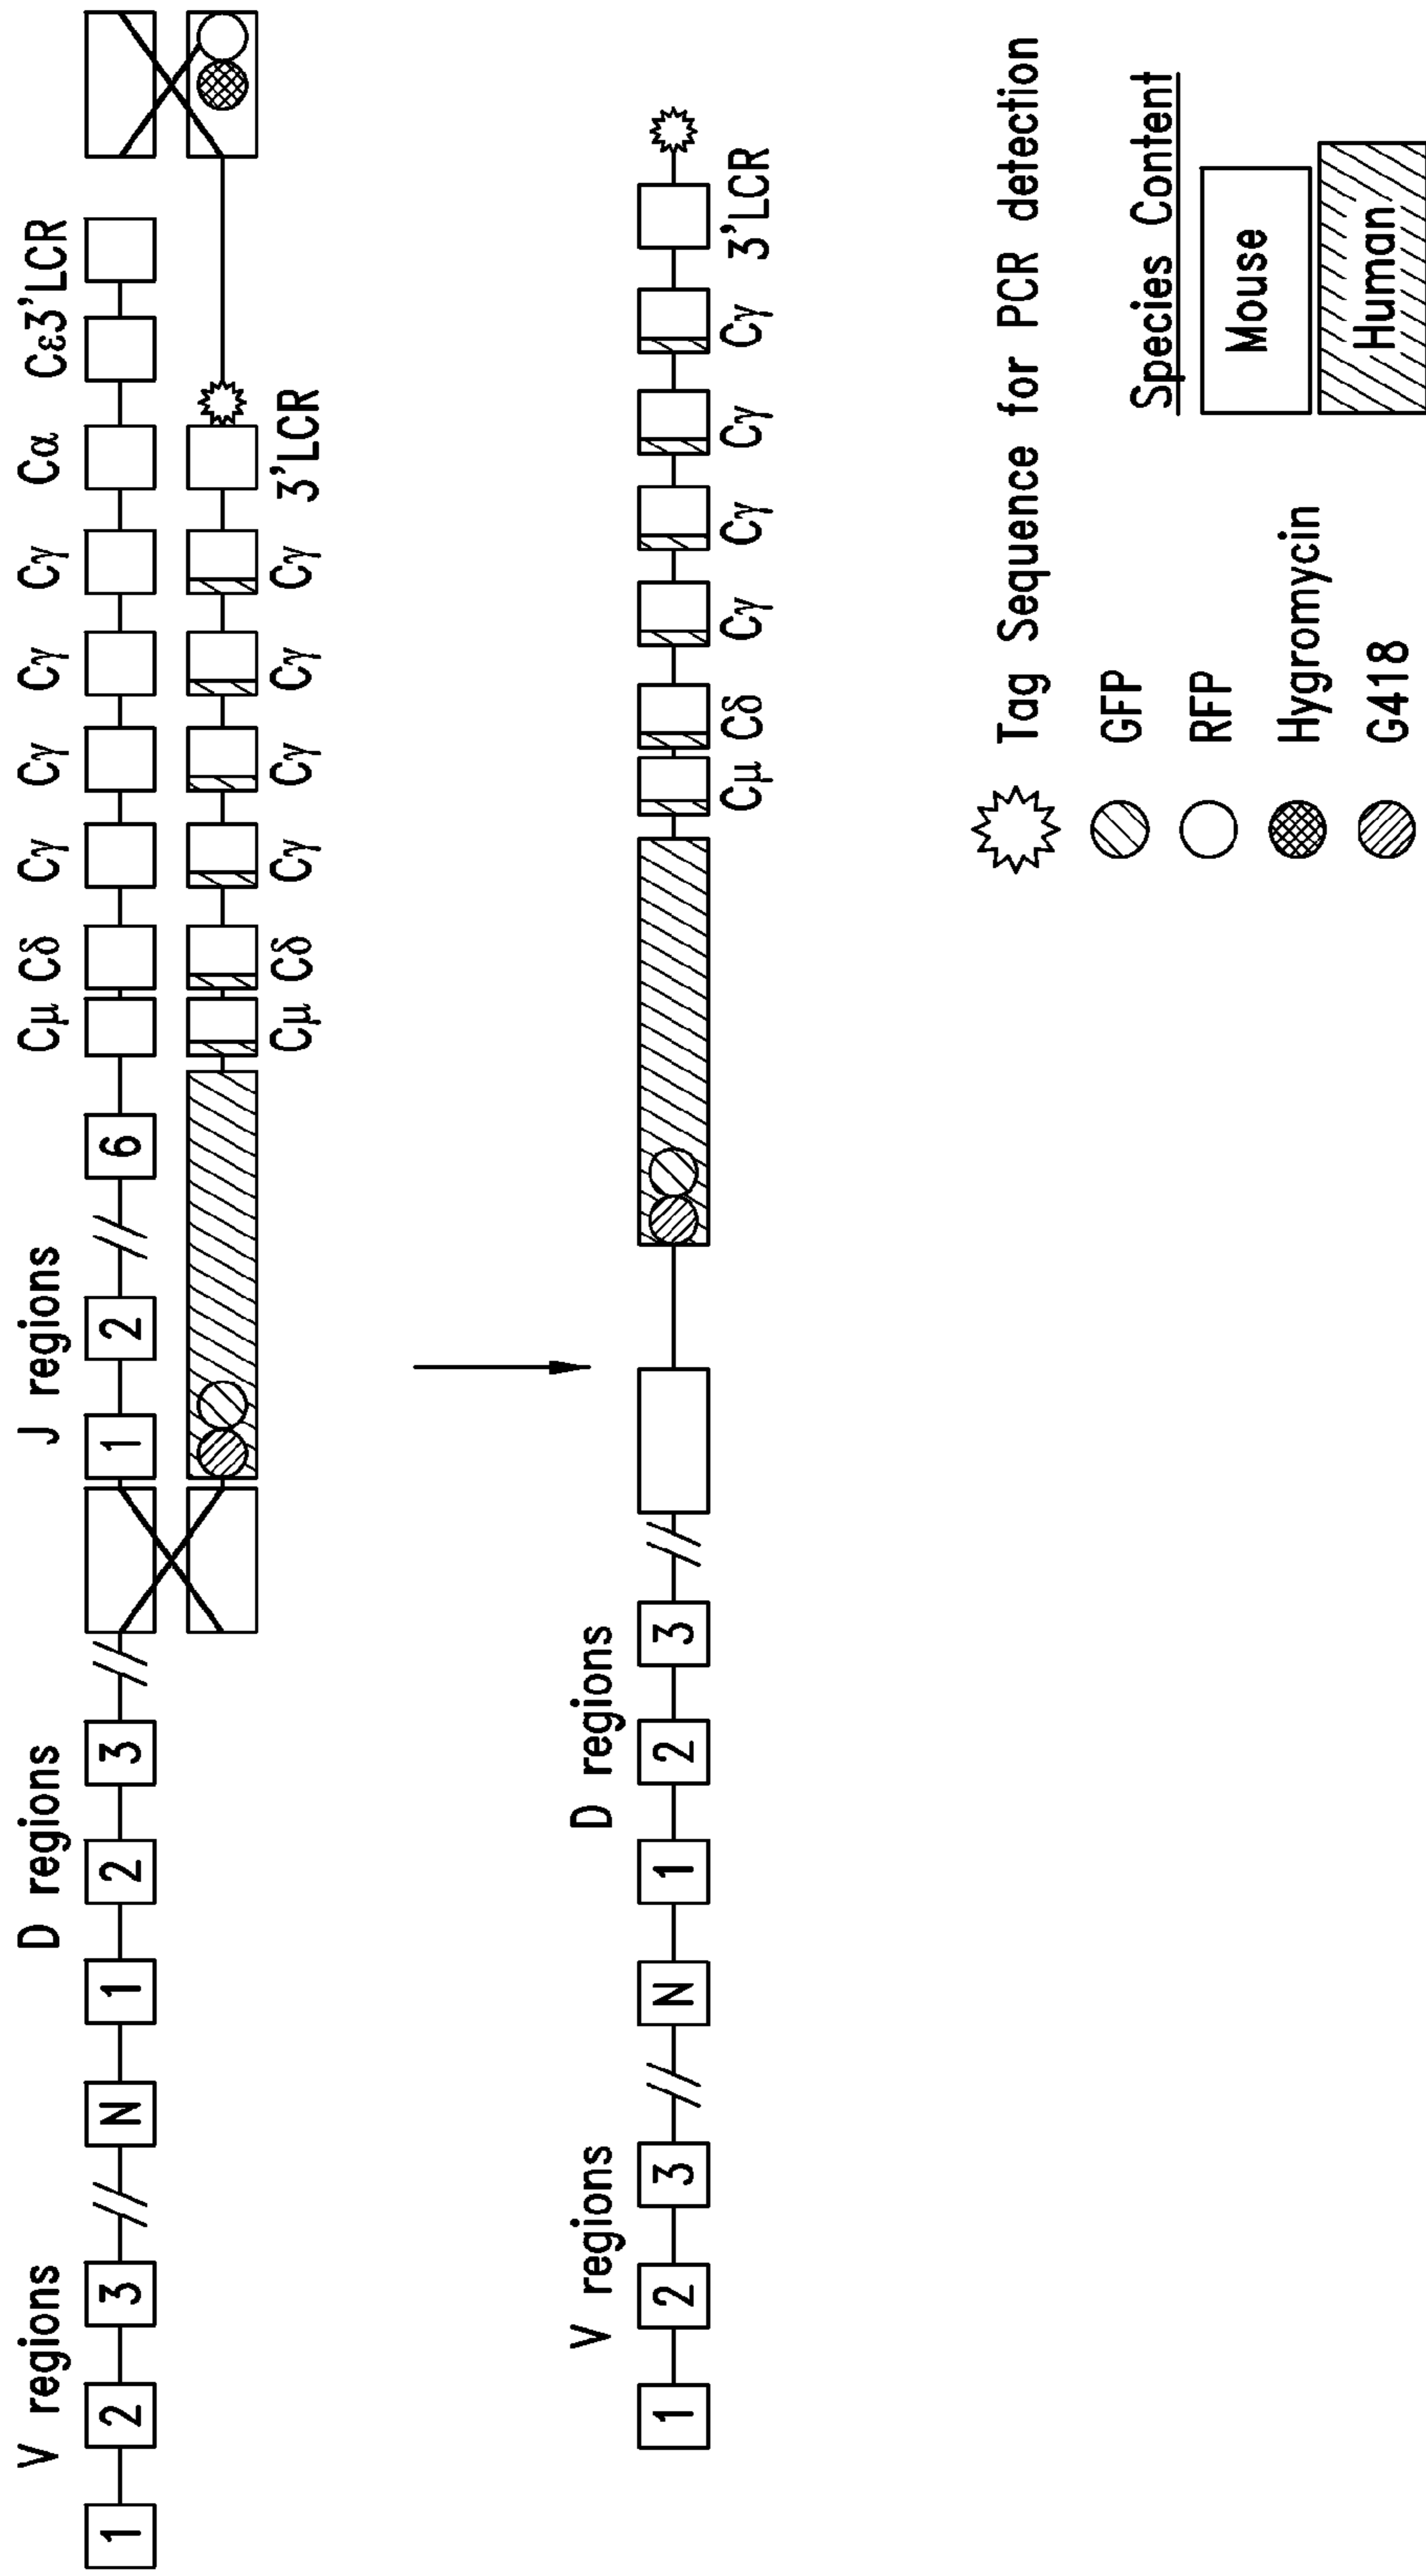 V regions D regions J regions Cμ Cδ Cγ Cγ Cγ Cγ Cα Cε3'LCR
1 2 3 // N 1 2 3 // 1 2 // 6
Cμ Cδ Cγ Cγ Cγ Cγ 3'LCR
V regions D regions
1 2 3 // N 1 2 3 //
Cμ Cδ Cγ Cγ Cγ Cγ 3'LCR
Tag Sequence for PCR detection
GFP
RFP
Hygromycin
G418
Species Content
Mouse
Human